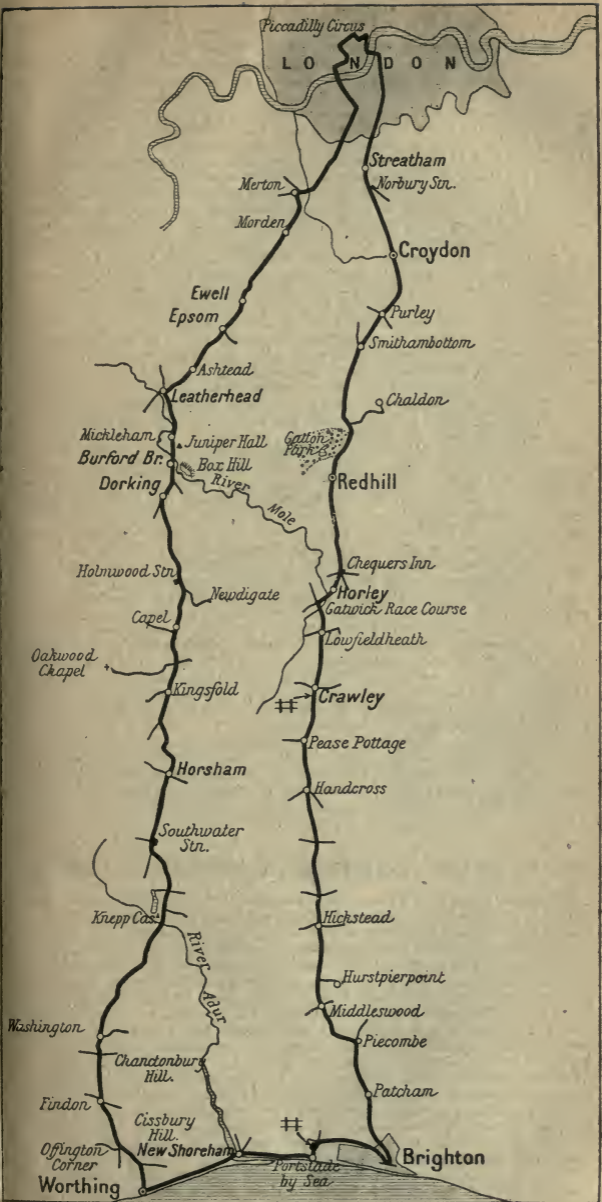 Piccadilly Circus
LONDON
Streatham
Norbury Stn.
Merton
Morden
Croydon
Ewell
Epsom
Purley
Smithambottom
Ashtead
Leatherhead
Chaldon
Mickleham
Juniper Hall
Gatton
Park
Burford Br.
Box Hill
River
Mole
Dorking
Redhill
Holmwood Stn.
Newdigate
Chequers Inn
Horley
Gatwick Race Course
Capel
Lowfieldheath
Oakwood
Chapel
Kingsfold
Crawley
Pease Pottage
Horsham
Handcross
Southwater
Stn.
Knepp Cas.
Hickstead
River
Adur
Hurstpierpoint
Middleswood
Washington
Piecombe
Chanctonbury
Hill.
Findon
Patcham
Cissbury
Hill.
Offington
Corner
New Shoreham
Portslade
by Sea
Brighton
Worthing